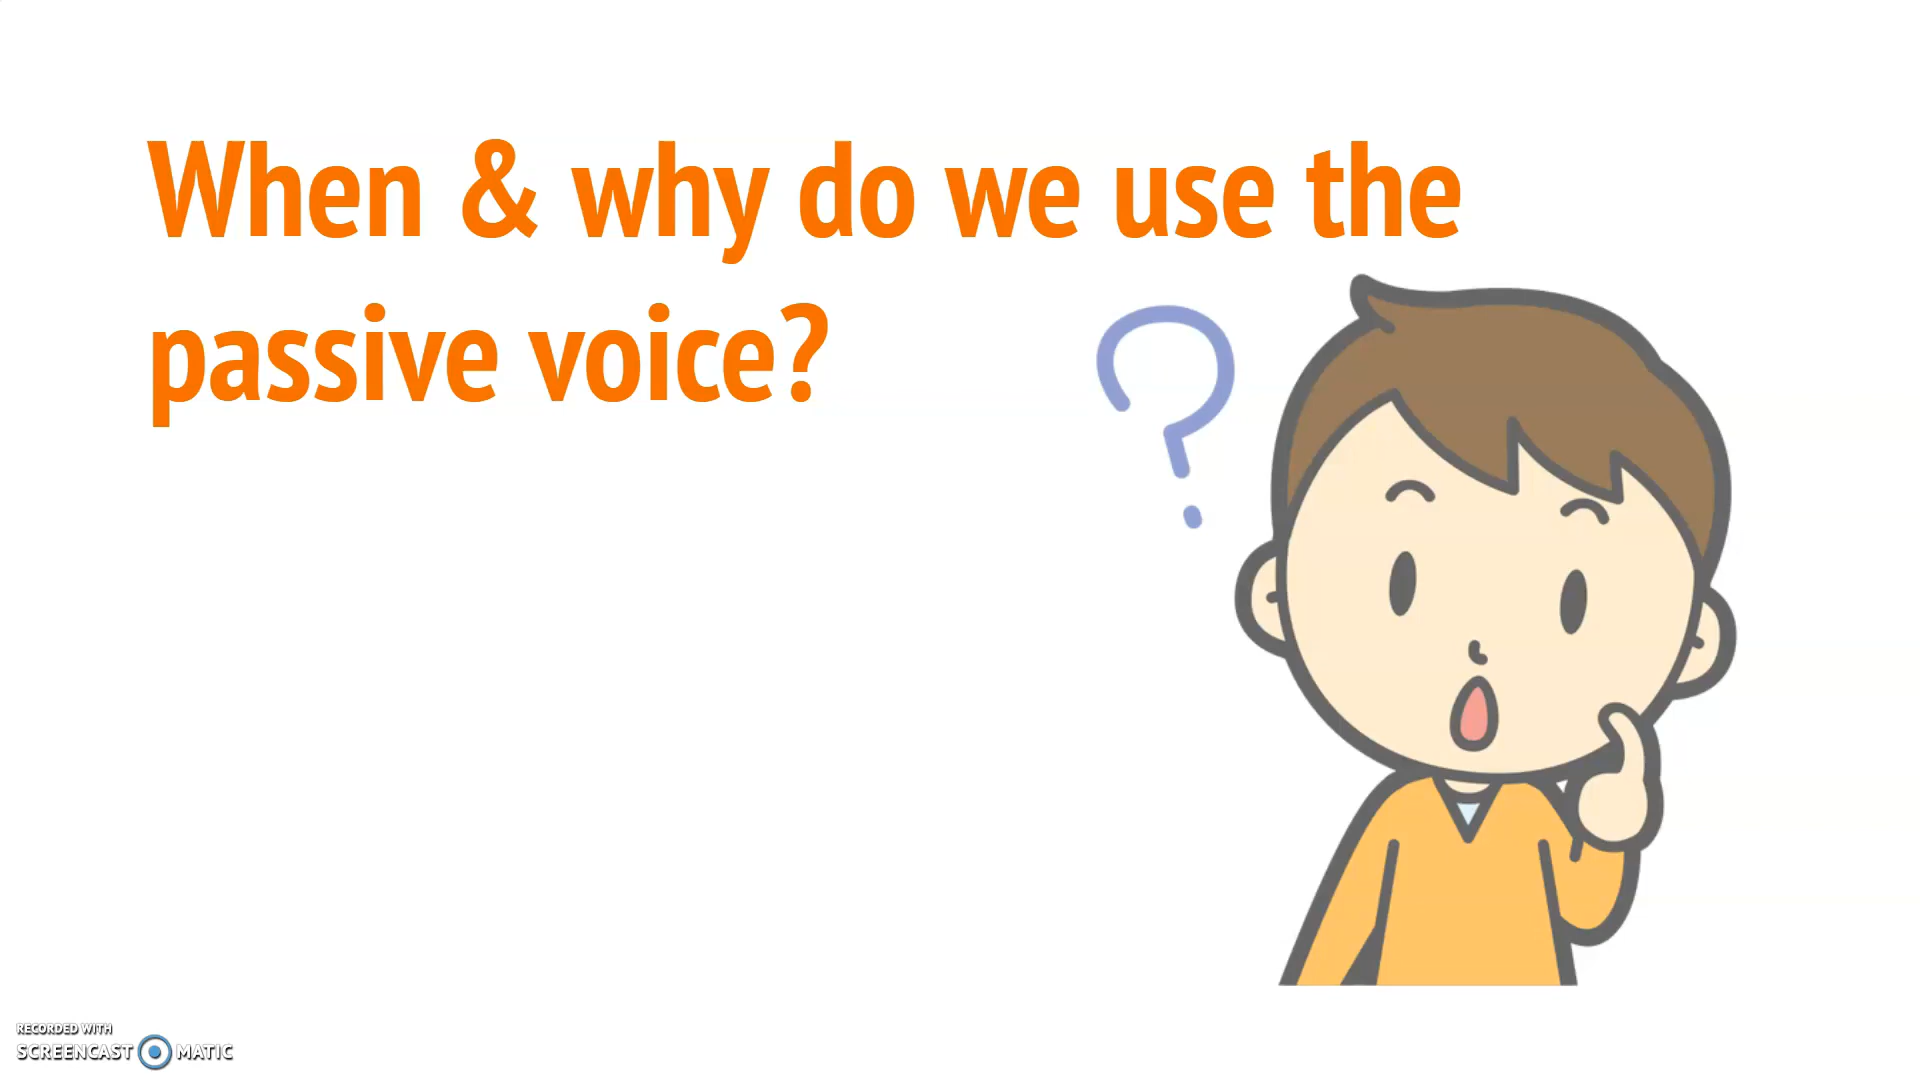 When & why do we use the
passive voice?
RECORDED WITH
SCREENCAST MATIC